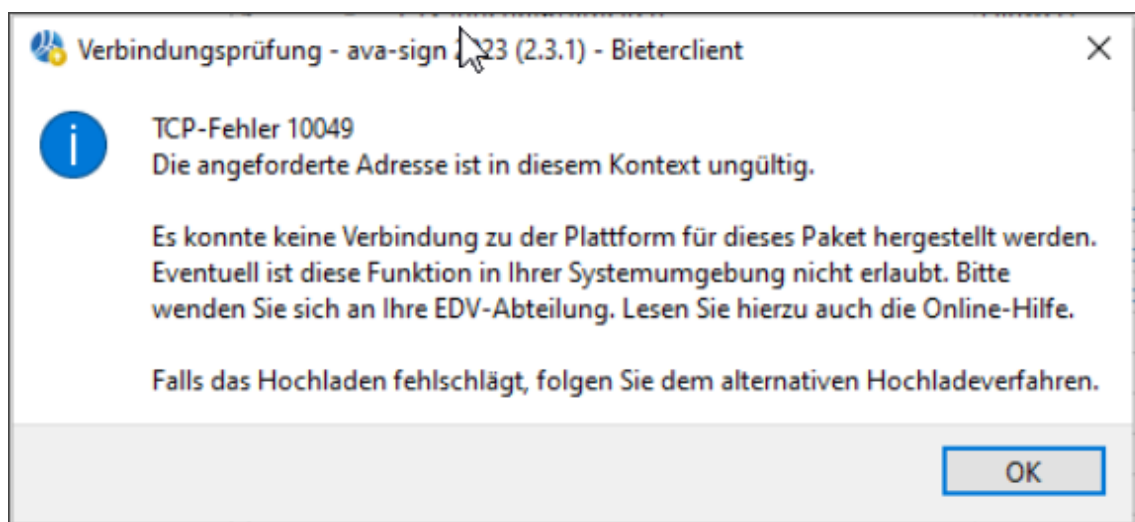 Verbindungsprüfung - ava-sign 2023 (2.3.1) - Bieterclient
TCP-Fehler 10049
Die angeforderte Adresse ist in diesem Kontext ungültig.
Es konnte keine Verbindung zu der Plattform für dieses Paket hergestellt werden.
Eventuell ist diese Funktion in Ihrer Systemumgebung nicht erlaubt. Bitte
wenden Sie sich an Ihre EDV-Abteilung. Lesen Sie hierzu auch die Online-Hilfe.
Falls das Hochladen fehlschlägt, folgen Sie dem alternativen Hochladeverfahren.
OK